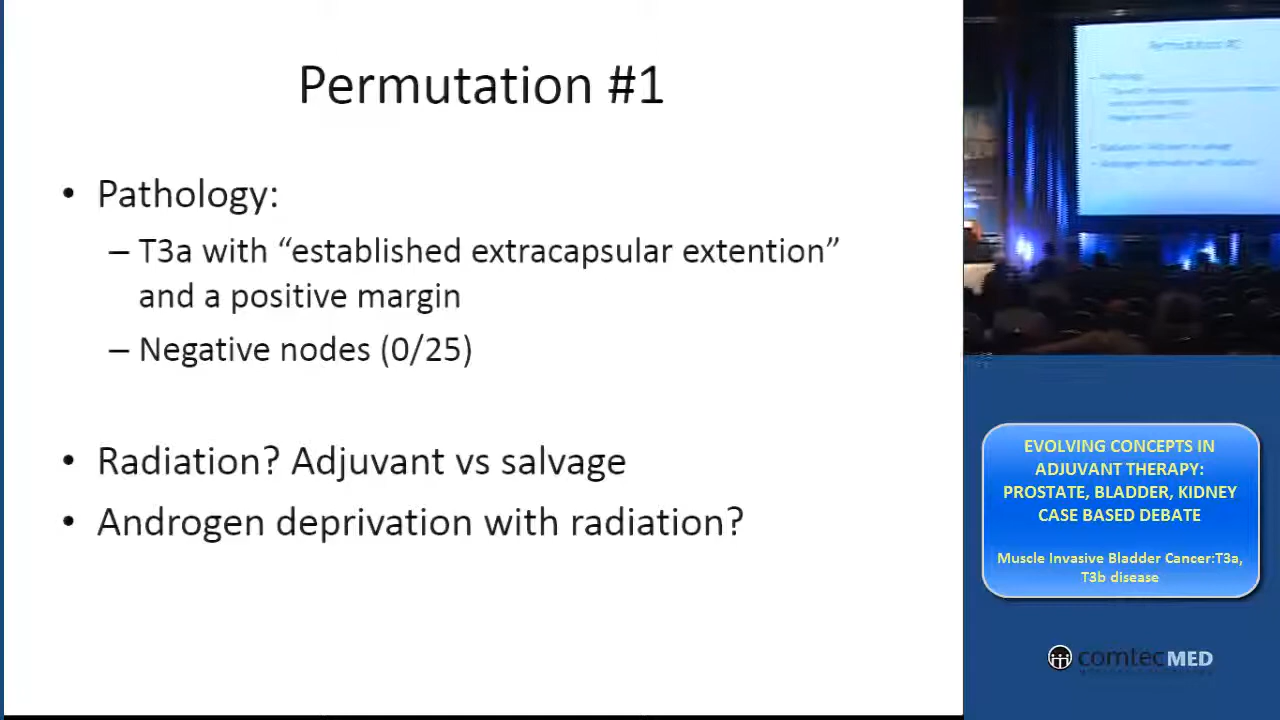 Permutation #1
• Pathology:
– T3a with “established extracapsular extention”
and a positive margin
– Negative nodes (0/25)
• Radiation? Adjuvant vs salvage
• Androgen deprivation with radiation?
EVOLVING CONCEPTS IN
ADJUVANT THERAPY:
PROSTATE, BLADDER, KIDNEY
CASE BASED DEBATE
Muscle Invasive Bladder Cancer:T3a,
T3b disease
comtecMED